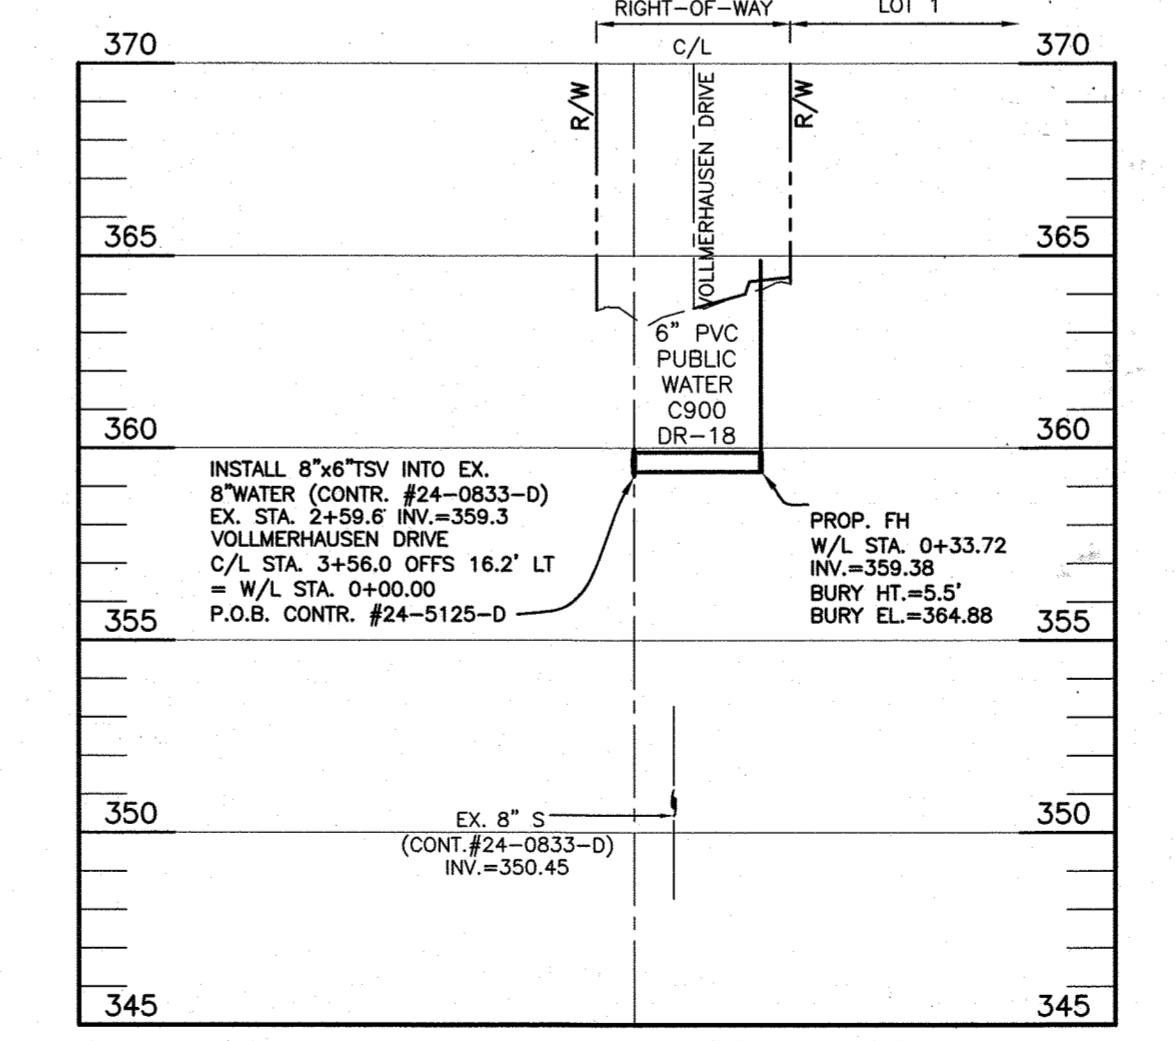 RIGHT-OF-WAY
LOT 1
370
C/L
370
R/W
VOLLMERHAUSEN DRIVE
R/W
365
365
6" PVC
PUBLIC
WATER
C900
DR-18
360
360
INSTALL 8"x6"TSV INTO EX.
8"WATER (CONTR. #24-0833-D)
EX. STA. 2+59.6' INV.=359.3
VOLLMERHAUSEN DRIVE
C/L STA. 3+56.0 OFFS 16.2' LT
= W/L STA. 0+00.00
P.O.B. CONTR. #24-5125-D
PROP. FH
W/L STA. 0+33.72
INV.=359.38
BURY HT.=5.5'
BURY EL.=364.88
355
355
EX. 8" S
(CONT.#24-0833-D)
INV.=350.45
350
350
345
345